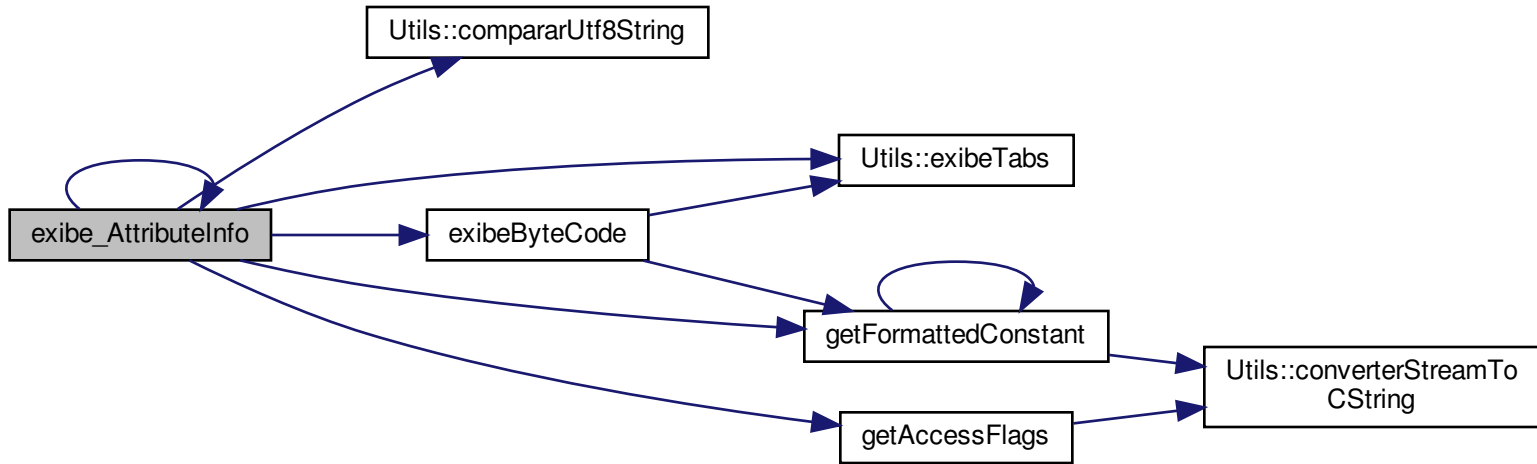 Utils::compararUtf8String
Utils::exibeTabs
exibe_AttributeInfo
exibeByteCode
getFormattedConstant
Utils::converterStreamTo
CString
getAccessFlags